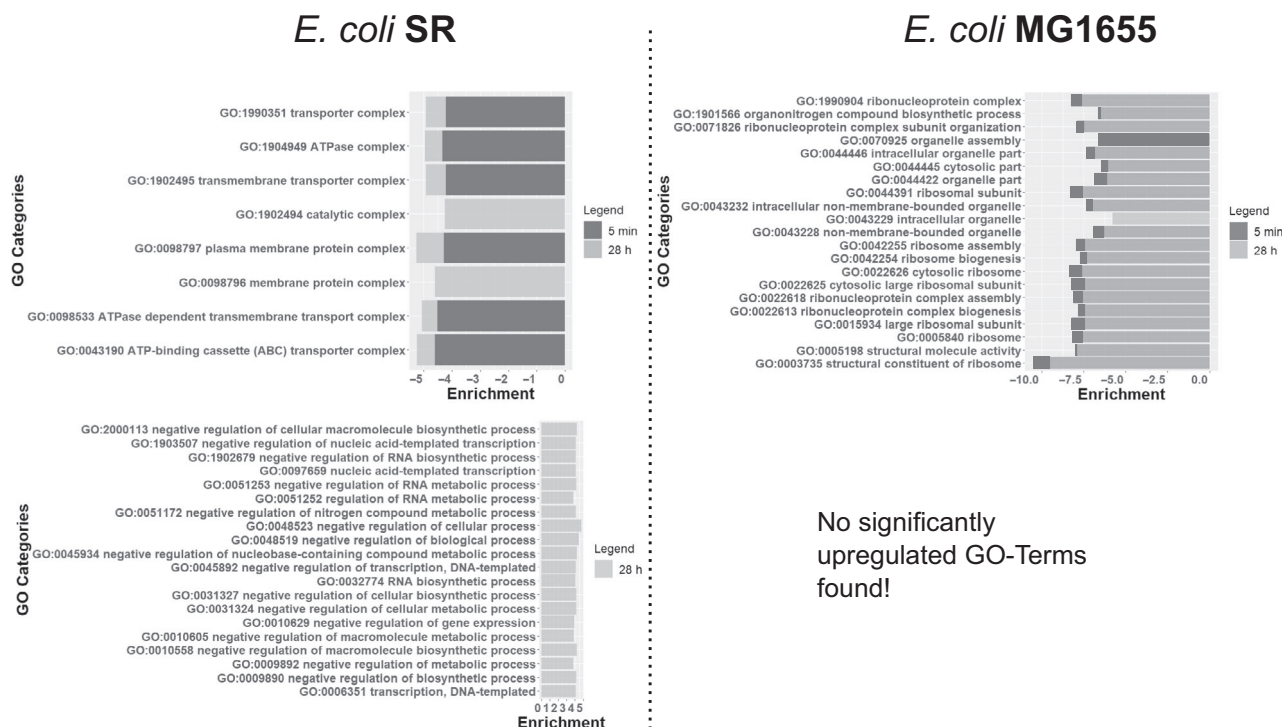 E. coli SR
GO Categories
GO:1990351 transporter complex
GO:1904949 ATPase complex
GO:1902495 transmembrane transporter complex
GO:1902494 catalytic complex
GO:0098797 plasma membrane protein complex
GO:0098796 membrane protein complex
GO:0098533 ATPase dependent transmembrane transport complex
GO:0043190 ATP-binding cassette (ABC) transporter complex
−5 −4 −3 −2 −1 0
Enrichment
Legend
5 min
28 h
GO Categories
GO:2000113 negative regulation of cellular macromolecule biosynthetic process
GO:1903507 negative regulation of nucleic acid-templated transcription
GO:1902679 negative regulation of RNA biosynthetic process
GO:0097659 nucleic acid-templated transcription
GO:0051253 negative regulation of RNA metabolic process
GO:0051252 regulation of RNA metabolic process
GO:0051172 negative regulation of nitrogen compound metabolic process
GO:0048523 negative regulation of cellular process
GO:0048519 negative regulation of biological process
GO:0045934 negative regulation of nucleobase-containing compound metabolic process
GO:0045892 negative regulation of transcription, DNA-templated
GO:0032774 RNA biosynthetic process
GO:0031327 negative regulation of cellular biosynthetic process
GO:0031324 negative regulation of cellular metabolic process
GO:0010629 negative regulation of gene expression
GO:0010605 negative regulation of macromolecule metabolic process
GO:0010558 negative regulation of macromolecule biosynthetic process
GO:0009892 negative regulation of metabolic process
GO:0009890 negative regulation of biosynthetic process
GO:0006351 transcription, DNA-templated
0 1 2 3 4 5
Enrichment
Legend
28 h
E. coli MG1655
GO Categories
GO:1990904 ribonucleoprotein complex
GO:1901566 organonitrogen compound biosynthetic process
GO:0071826 ribonucleoprotein complex subunit organization
GO:0070925 organelle assembly
GO:0044446 intracellular organelle part
GO:0044445 cytosolic part
GO:0044422 organelle part
GO:0044391 ribosomal subunit
GO:0043232 intracellular non-membrane-bounded organelle
GO:0043229 intracellular organelle
GO:0043228 non-membrane-bounded organelle
GO:0042255 ribosome assembly
GO:0042254 ribosome biogenesis
GO:0022626 cytosolic ribosome
GO:0022625 cytosolic large ribosomal subunit
GO:0022618 ribonucleoprotein complex assembly
GO:0022613 ribonucleoprotein complex biogenesis
GO:0015934 large ribosomal subunit
GO:0005840 ribosome
GO:0005198 structural molecule activity
GO:0003735 structural constituent of ribosome
−10.0 −7.5 −5.0 −2.5 0.0
Enrichment
Legend
5 min
28 h
No significantly
upregulated GO-Terms
found!